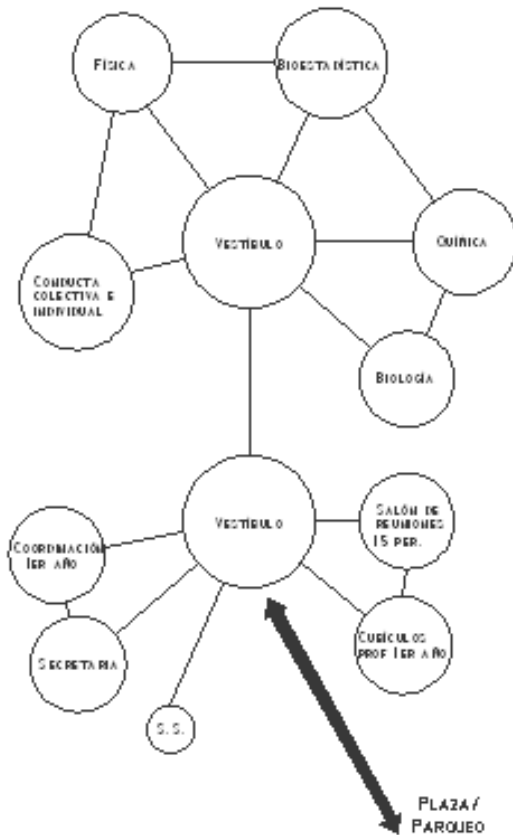 FÍSICA
BIOESTADÍSTICA
VESTÍBULO
QUÍMICA
CONDUCTA
COLECTIVA E
INDIVIDUAL
BIOLOGÍA
VESTÍBULO
SALÓN DE
REUNIONES
15 PER.
COORDINACIÓN
1ER AÑO
CUBÍCULOS
PROF 1ER AÑO
SECRETARIA
S.S.
PLAZA/
PARQUEO